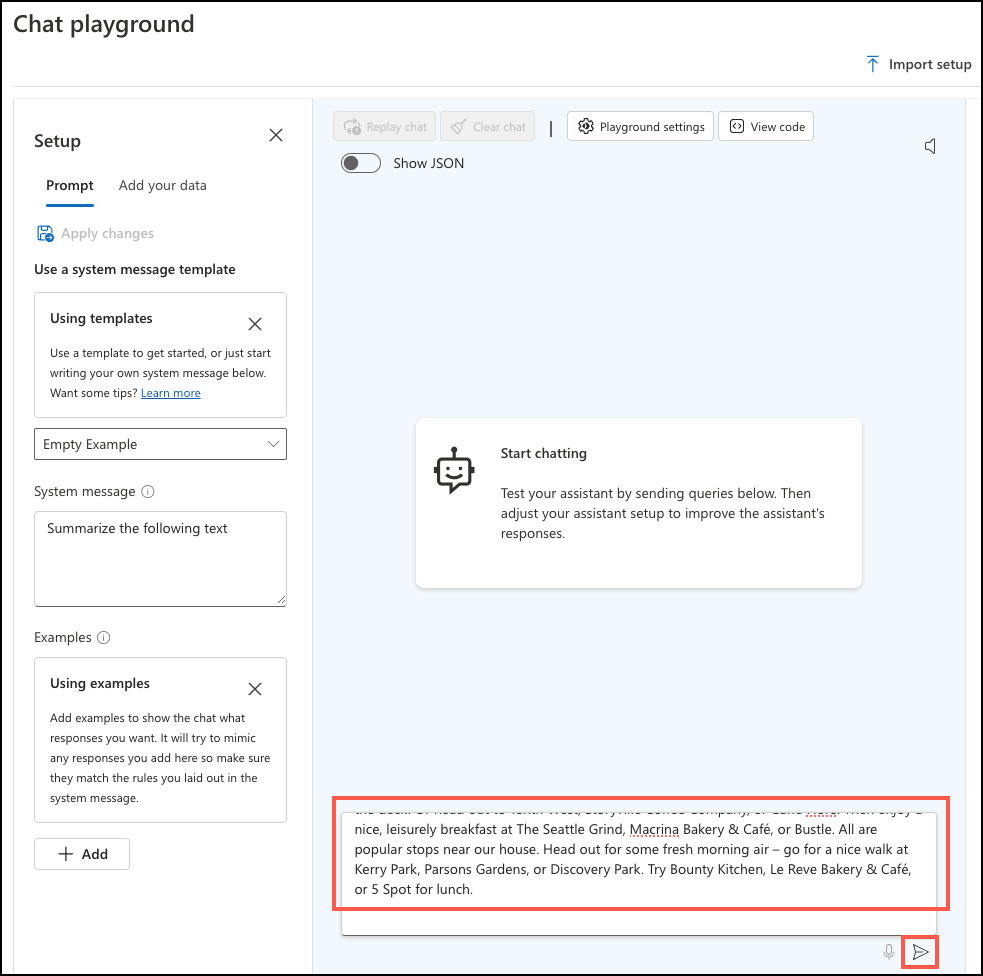 Chat playground
Import setup
Setup
Prompt
Add your data
Apply changes
Use a system message template
Using templates
Use a template to get started, or just start
writing your own system message below.
Want some tips? Learn more
Empty Example
System message
Summarize the following text
Examples
Using examples
Add examples to show the chat what
responses you want. It will try to mimic
any responses you add here so make sure
they match the rules you laid out in the
system message.
Add
Replay chat
Clear chat
|
Playground settings
View code
Show JSON
Start chatting
Test your assistant by sending queries below. Then
adjust your assistant setup to improve the assistant's
responses.
nice, leisurely breakfast at The Seattle Grind, Macrina Bakery & Café, or Bustle. All are
popular stops near our house. Head out for some fresh morning air – go for a nice walk at
Kerry Park, Parsons Gardens, or Discovery Park. Try Bounty Kitchen, Le Reve Bakery & Café,
or 5 Spot for lunch.